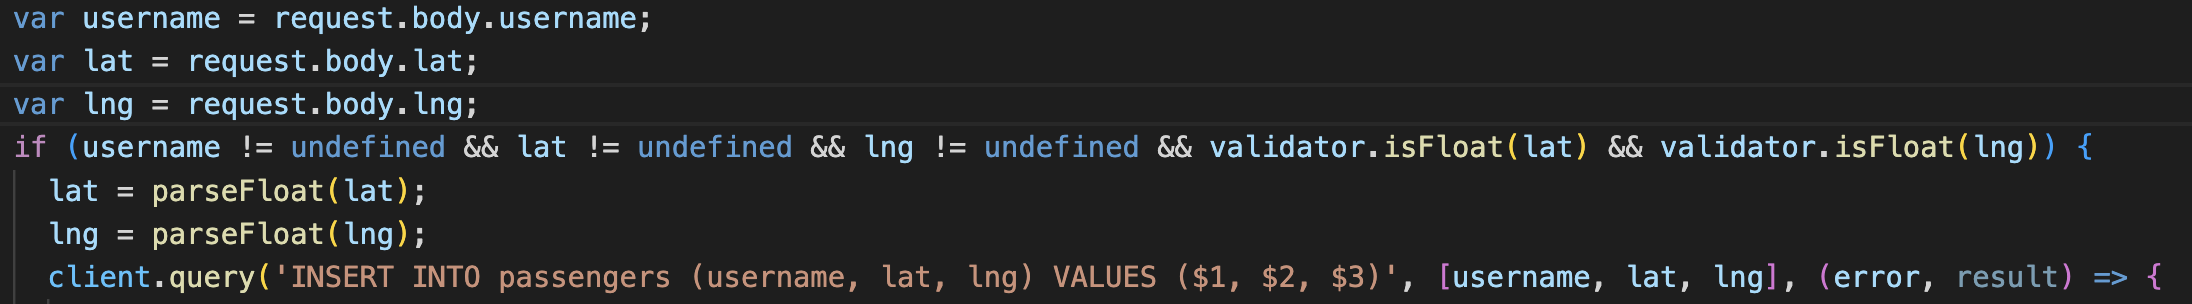 var username = request.body.username;
var lat = request.body.lat;
var lng = request.body.lng;
if (username != undefined && lat != undefined && lng != undefined && validator.isFloat(lat) && validator.isFloat(lng)) {
lat = parseFloat(lat);
lng = parseFloat(lng);
client.query('INSERT INTO passengers (username, lat, lng) VALUES ($1, $2, $3)', [username, lat, lng], (error, result) => {